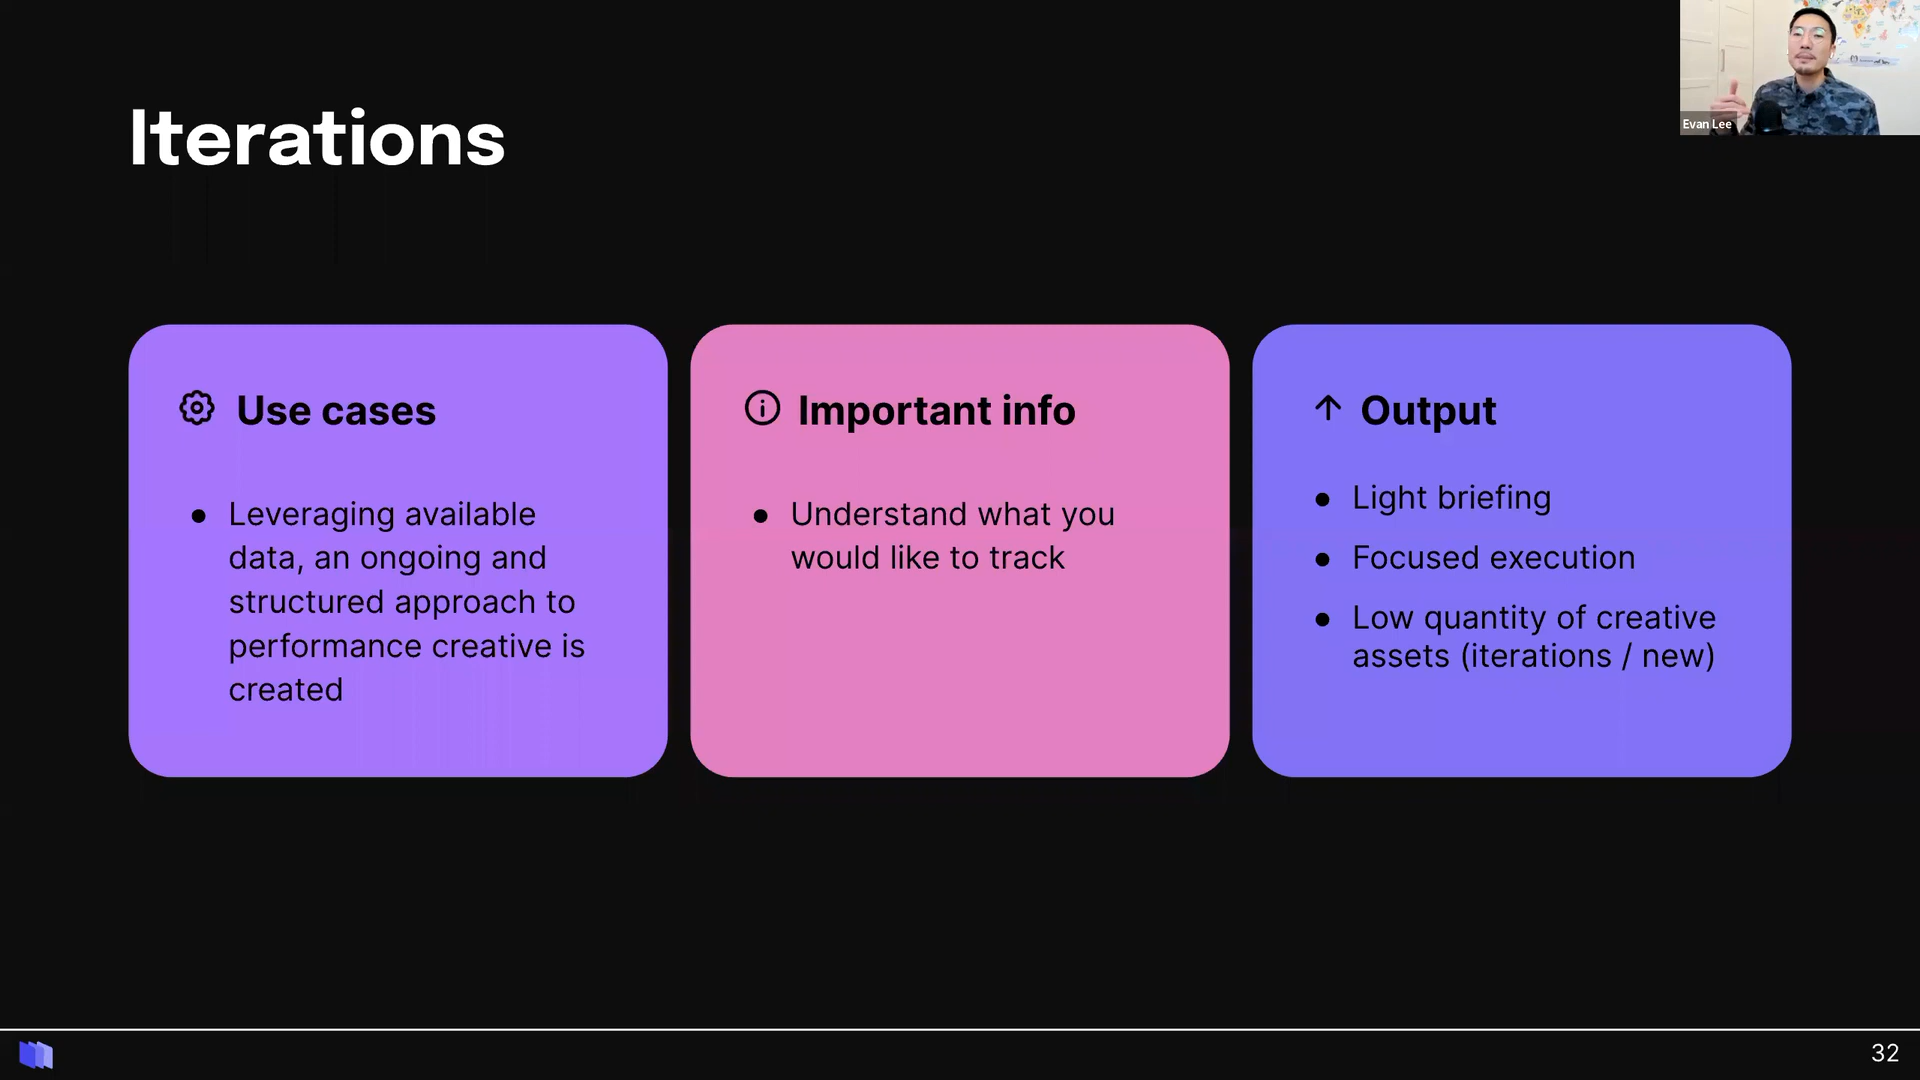 Iterations
Evan Lee
Use cases
● Leveraging available
data, an ongoing and
structured approach to
performance creative is
created
Important info
● Understand what you
would like to track
Output
● Light briefing
● Focused execution
● Low quantity of creative
assets (iterations / new)
32